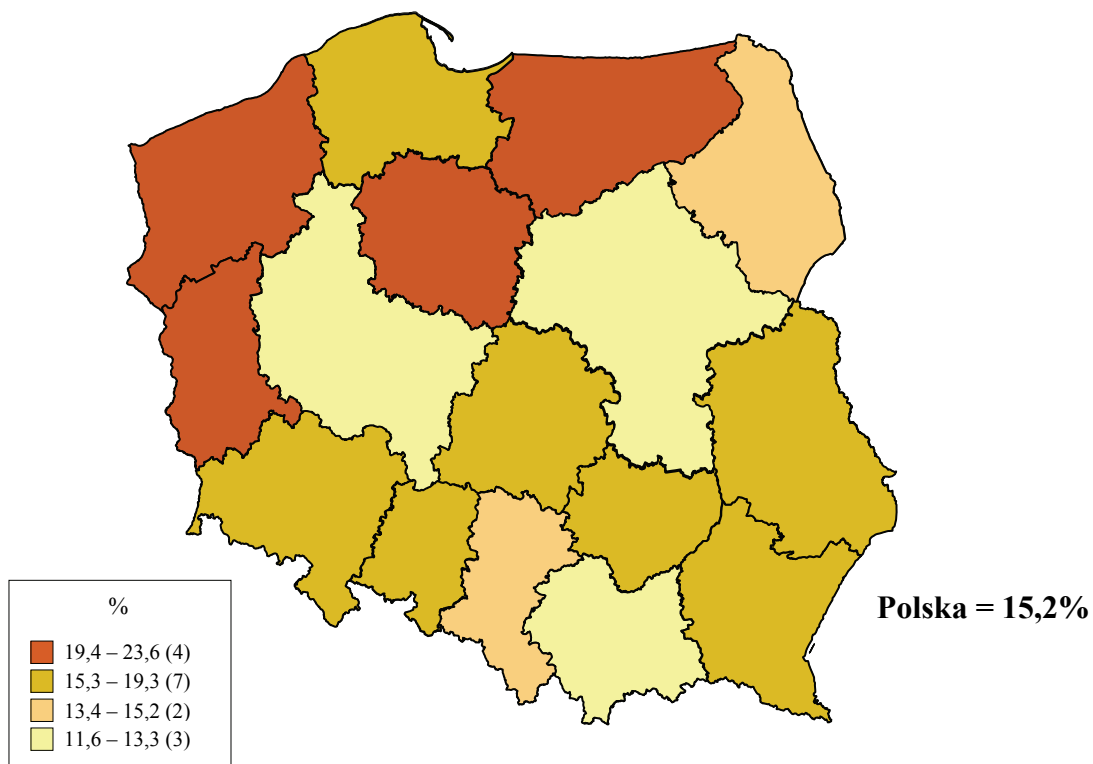 %
19,4 – 23,6 (4)
15,3 – 19,3 (7)
13,4 – 15,2 (2)
11,6 – 13,3 (3)
Polska = 15,2%